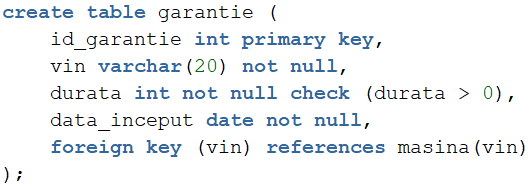 create table garantie (
    id_garantie int primary key,
    vin varchar(20) not null,
    durata int not null check (durata > 0),
    data_inceput date not null,
    foreign key (vin) references masina(vin)
);